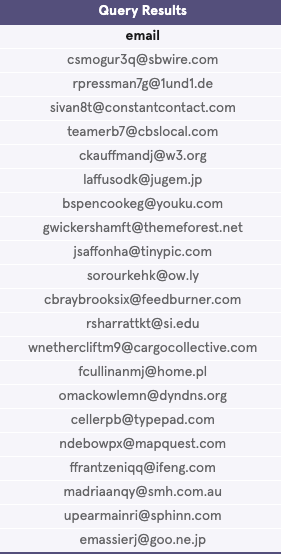 Query Results
email
csmogur3q@sbwire.com
rpressman7g@1und1.de
sivan8t@constantcontact.com
teamerb7@cbslocal.com
ckauffmandj@w3.org
laffusodk@jugem.jp
bspencookeg@youku.com
gwickershamft@themeforest.net
jsaffonha@tinypic.com
sorourkehk@ow.ly
cbraybrooksix@feedburner.com
rsharrattkt@si.edu
wnethercliftm9@cargocollective.com
fcullinanmj@home.pl
omackowlemn@dyndns.org
cellerpb@typepad.com
ndebowpx@mapquest.com
ffrantzeniqq@ifeng.com
madriaanqy@smh.com.au
upearmainri@sphinn.com
emassierj@goo.ne.jp